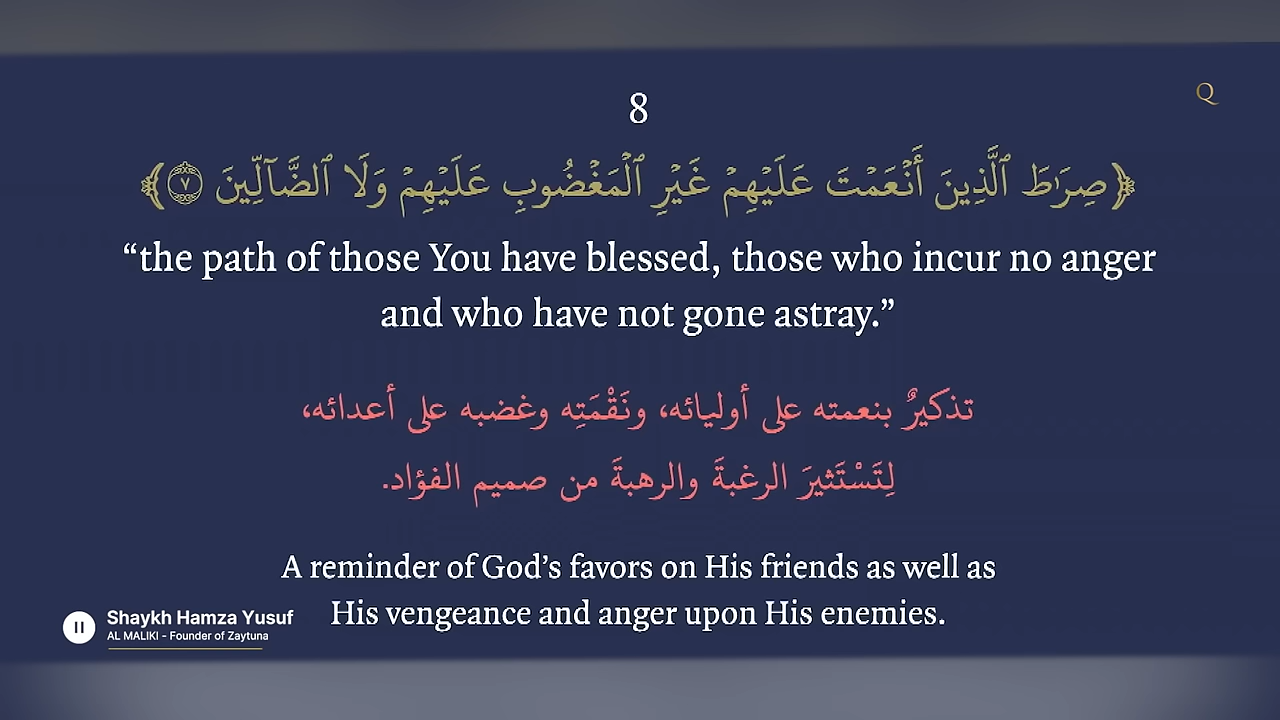 8
Q
﴿صِرَٰطَ ٱلَّذِينَ أَنۡعَمۡتَ عَلَيۡهِمۡ غَيۡرِ ٱلۡمَغۡضُوبِ عَلَيۡهِمۡ وَلَا ٱلضَّآلِّينَ ٧﴾
“the path of those You have blessed, those who incur no anger
and who have not gone astray.”
تذكيرٌ بنعمته على أوليائه، ونَقْمَتِه وغضبه على أعدائه،
لِتَسْتَثيرَ الرغبةَ والرهبةَ من صميم الفؤاد.
A reminder of God’s favors on His friends as well as
His vengeance and anger upon His enemies.
Shaykh Hamza Yusuf
AL MALIKI - Founder of Zaytuna